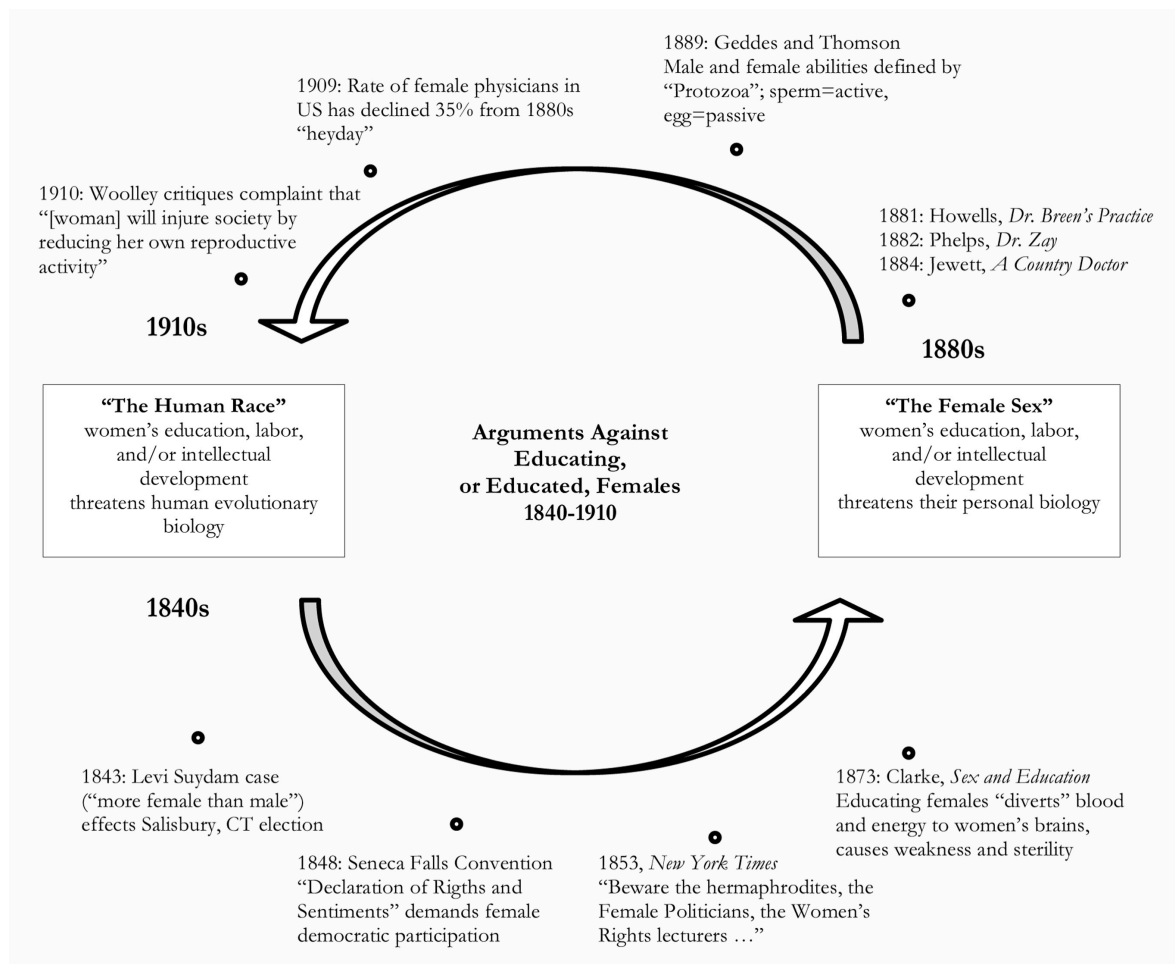 1889: Geddes and Thomson
Male and female abilities defined by
“Protozoa”; sperm=active,
egg=passive
1909: Rate of female physicians in
US has declined 35% from 1880s
“heyday”
1910: Woolley critiques complaint that
“[woman] will injure society by
reducing her own reproductive
activity”
1881: Howells, Dr. Breen’s Practice
1882: Phelps, Dr. Zay
1884: Jewett, A Country Doctor
1910s
1880s
“The Human Race”
women’s education, labor,
and/or intellectual
development
threatens human evolutionary
biology
Arguments Against
Educating,
or Educated, Females
1840-1910
“The Female Sex”
women’s education, labor,
and/or intellectual
development
threatens their personal biology
1840s
1843: Levi Suydam case
(“more female than male”)
effects Salisbury, CT election
1848: Seneca Falls Convention
“Declaration of Rigths and
Sentiments” demands female
democratic participation
1853, New York Times
“Beware the hermaphrodites, the
Female Politicians, the Women’s
Rights lecturers …”
1873: Clarke, Sex and Education
Educating females “diverts” blood
and energy to women’s brains,
causes weakness and sterility